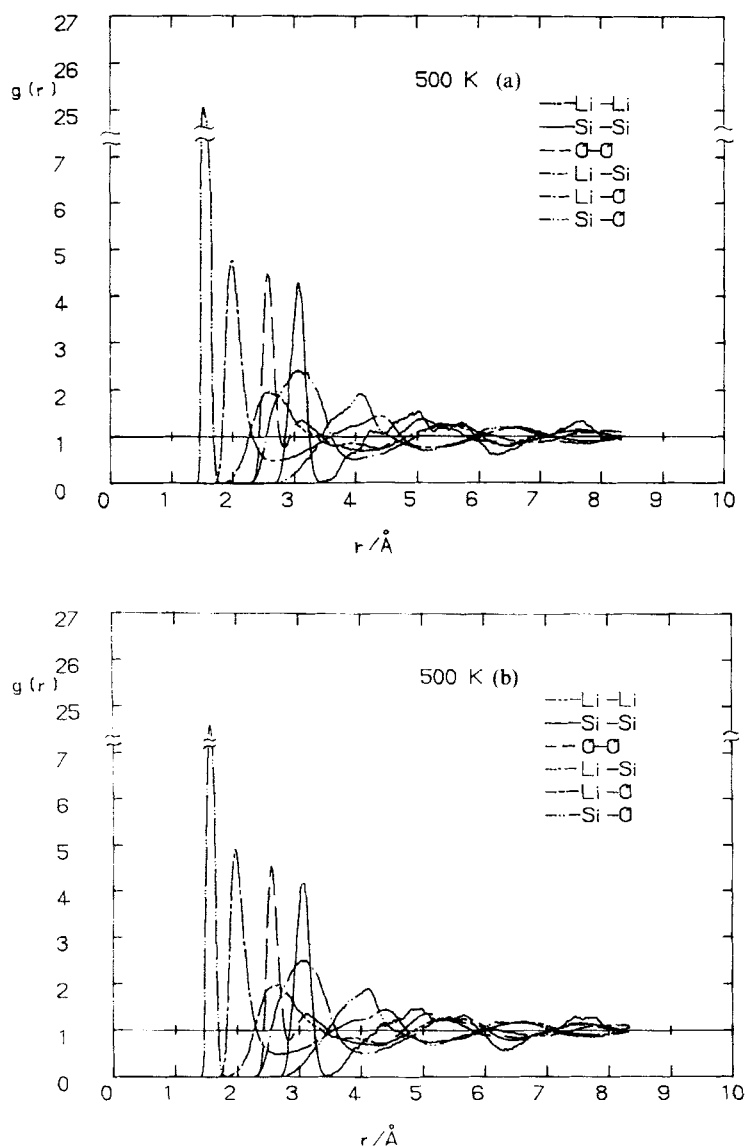 27
26
g(r)
500 K (a)
Li-Li
25
Si-Si
7
O-O
Li-Si
6
Li-O
Si-O
5
4
3
2
1
0
0 1 2 3 4 5 6 7 8 9 10
r/Å
27
26
g(r)
500 K (b)
Li-Li
25
Si-Si
7
O-O
Li-Si
6
Li-O
Si-O
5
4
3
2
1
0
0 1 2 3 4 5 6 7 8 9 10
r/Å